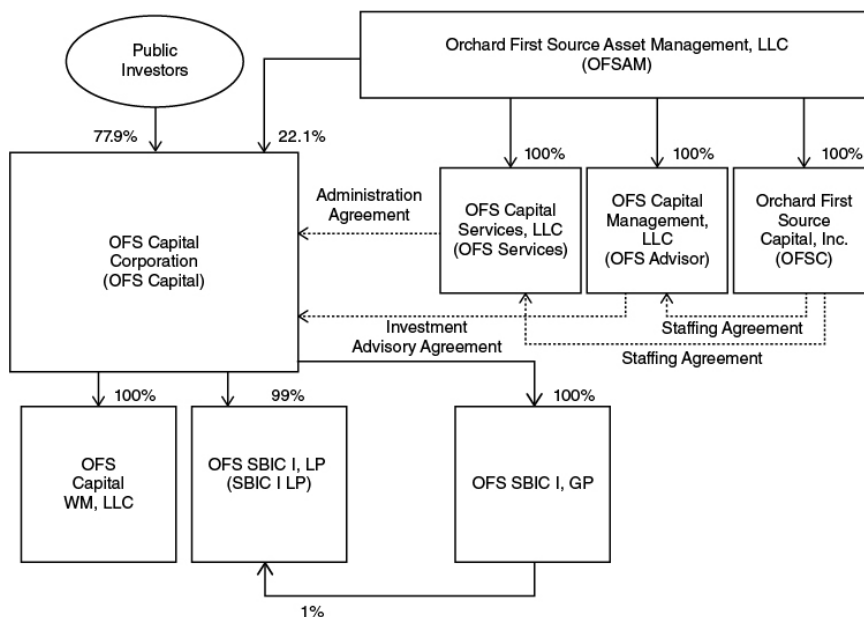 Public
Investors
Orchard First Source Asset Management, LLC
(OFSAM)
77.9%
22.1%
100%
100%
100%
OFS Capital
Corporation
(OFS Capital)
Administration
Agreement
OFS Capital
Services, LLC
(OFS Services)
OFS Capital
Management,
LLC
(OFS Advisor)
Orchard First
Source
Capital, Inc.
(OFSC)
Investment
Advisory Agreement
Staffing Agreement
Staffing Agreement
100%
99%
100%
OFS
Capital
WM, LLC
OFS SBIC I, LP
(SBIC I LP)
OFS SBIC I, GP
1%